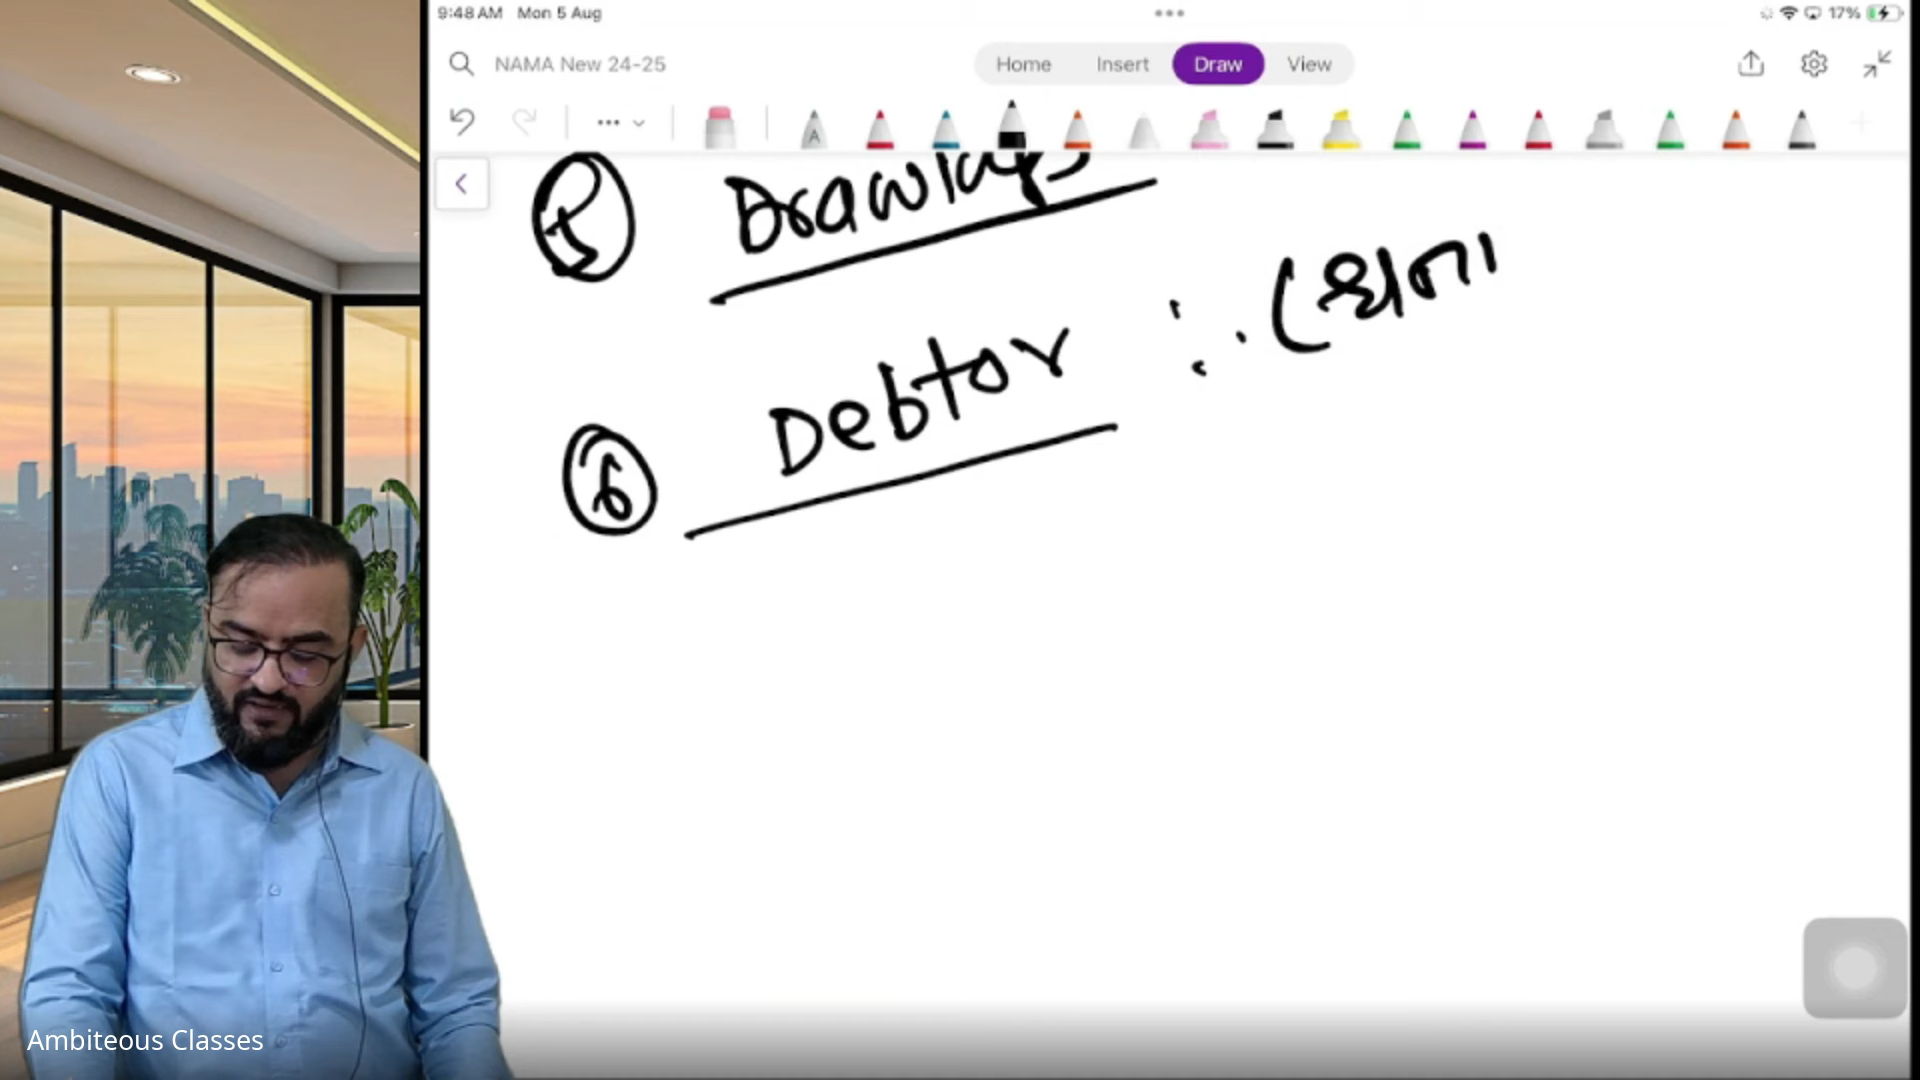 9:48 AM Mon 5 Aug
17%
NAMA New 24-25
Home Insert Draw View
A
5 Drawings
6 Debtor :- (
Ambiteous Classes